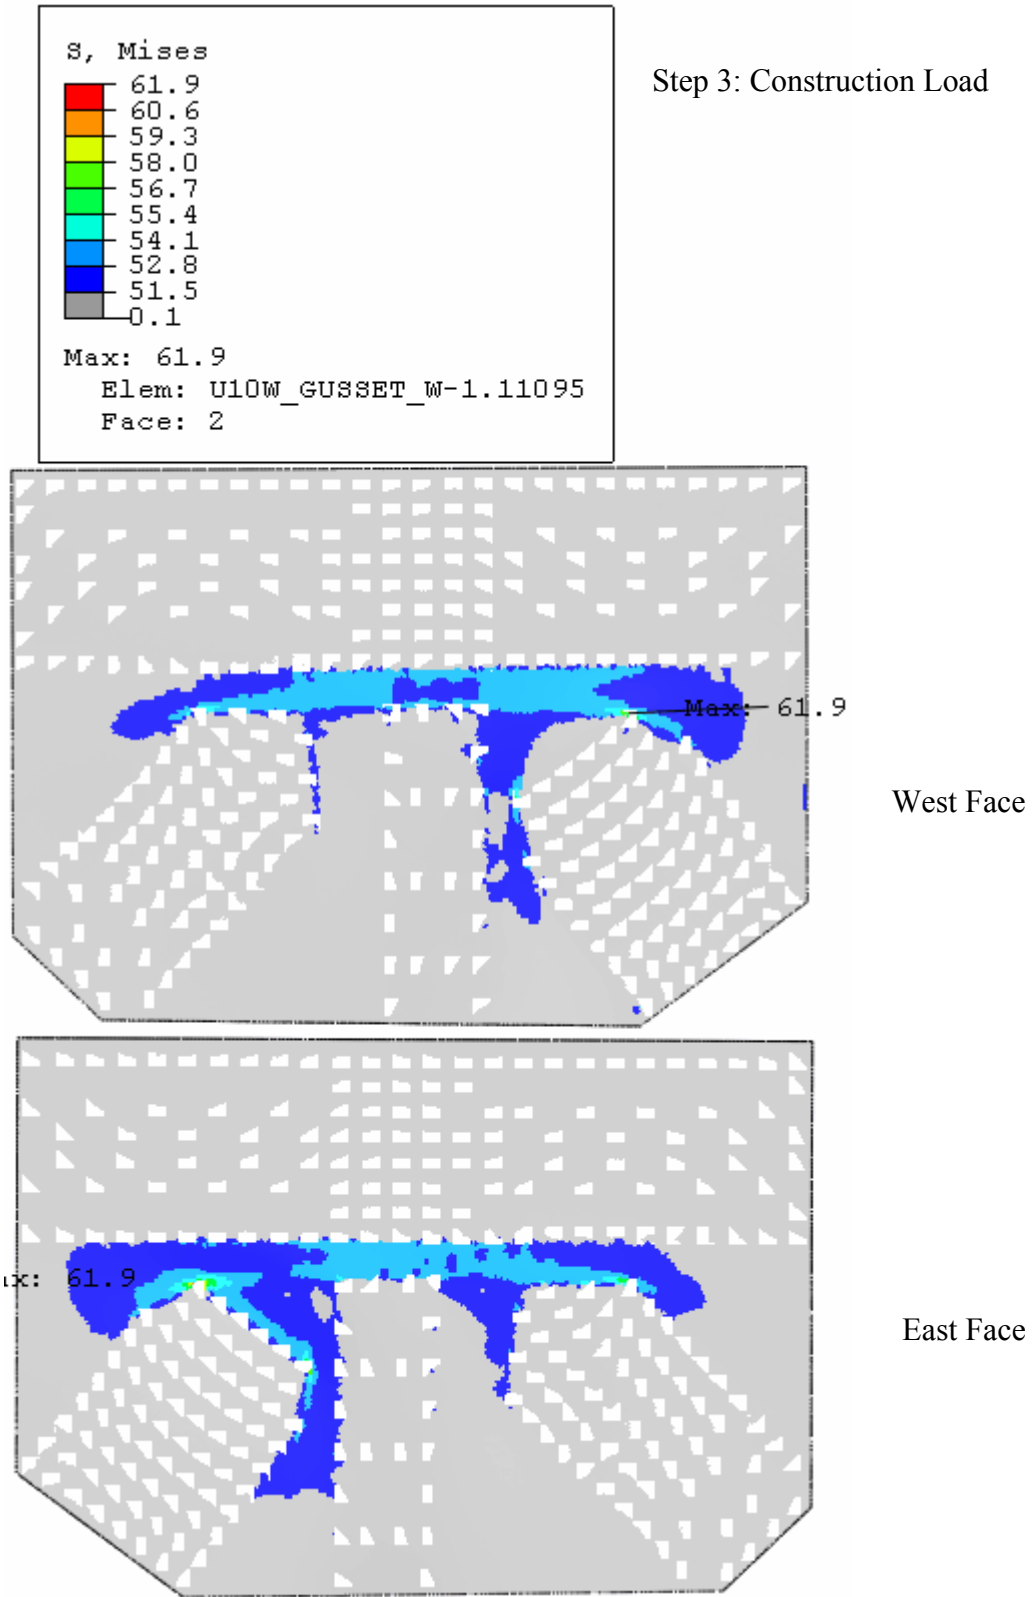 S, Mises
61.9
60.6
59.3
58.0
56.7
55.4
54.1
52.8
51.5
0.1
Max: 61.9
Elem: U10W_GUSSET_W-1.11095
Face: 2
Step 3: Construction Load
Max: 61.9
West Face
ax: 61.9
East Face